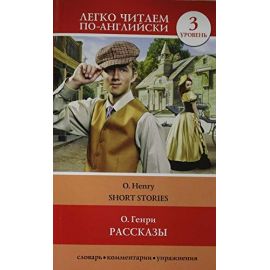 ЛЕГКО ЧИТАЕМ
ПО-АНГЛИЙСКИ
3
УРОВЕНЬ
O. Henry
SHORT STORIES
О. Генри
РАССКАЗЫ
словарь • комментарии • упражнения